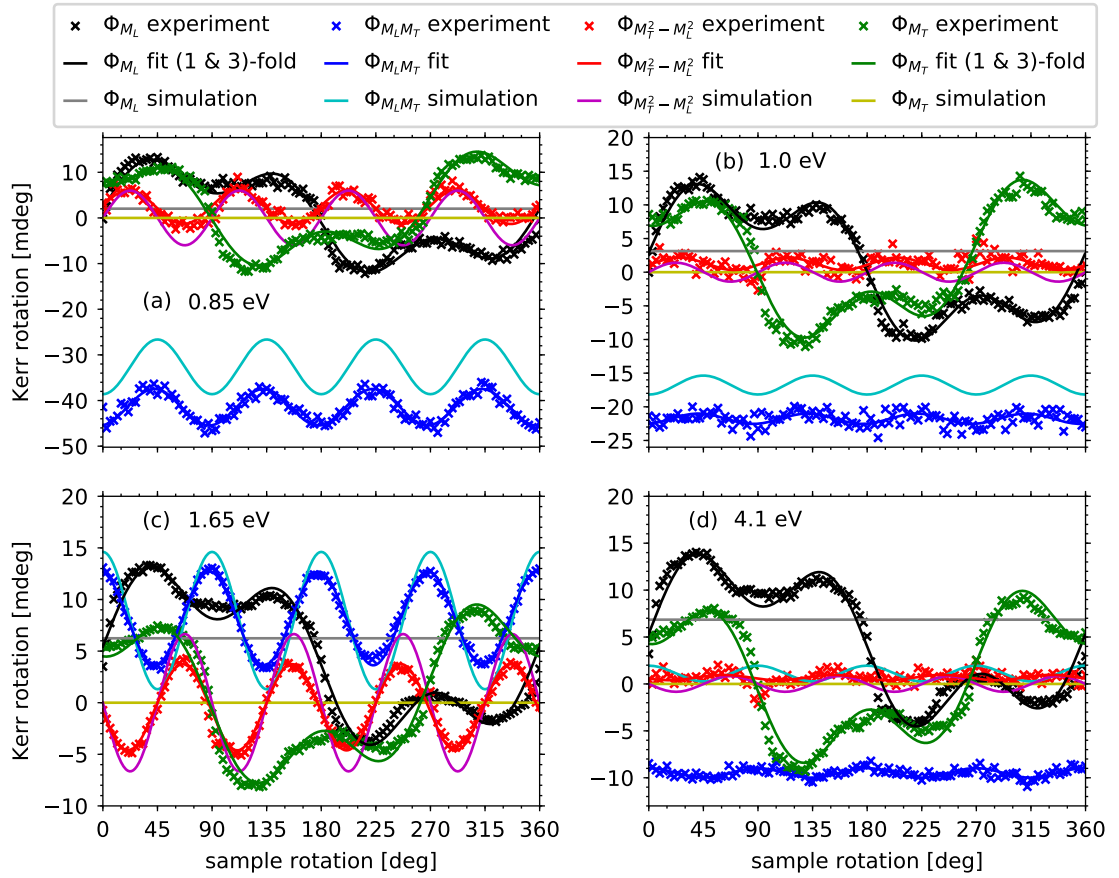 Φ_{M_L} experiment Φ_{M_L M_T} experiment Φ_{M_T^2−M_L^2} experiment Φ_{M_T} experiment
Φ_{M_L} fit (1 & 3)-fold Φ_{M_L M_T} fit Φ_{M_T^2−M_L^2} fit Φ_{M_T} fit (1 & 3)-fold
Φ_{M_L} simulation Φ_{M_L M_T} simulation Φ_{M_T^2−M_L^2} simulation Φ_{M_T} simulation
Kerr rotation [mdeg]
10
0
−10
−20
−30
−40
−50
(a) 0.85 eV
20
15
10
5
0
−5
−10
−15
−20
−25
(b) 1.0 eV
Kerr rotation [mdeg]
20
15
10
5
0
−5
−10
(c) 1.65 eV
0 45 90 135 180 225 270 315 360
sample rotation [deg]
20
15
10
5
0
−5
−10
(d) 4.1 eV
0 45 90 135 180 225 270 315 360
sample rotation [deg]